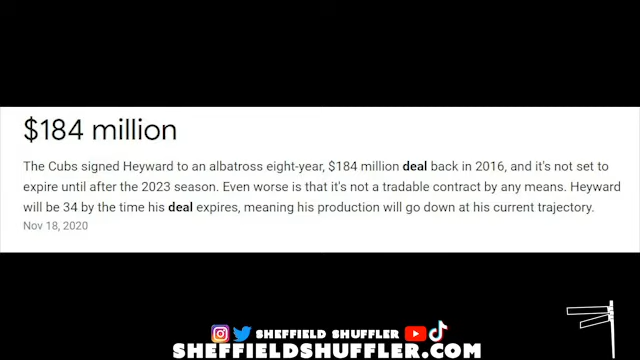 $184 million
The Cubs signed Heyward to an albatross eight-year, $184 million deal back in 2016, and it's not set to
expire until after the 2023 season. Even worse is that it's not a tradable contract by any means. Heyward
will be 34 by the time his deal expires, meaning his production will go down at his current trajectory.
Nov 18, 2020
SHEFFIELD SHUFFLER
SHEFFIELDSHUFFLER.COM